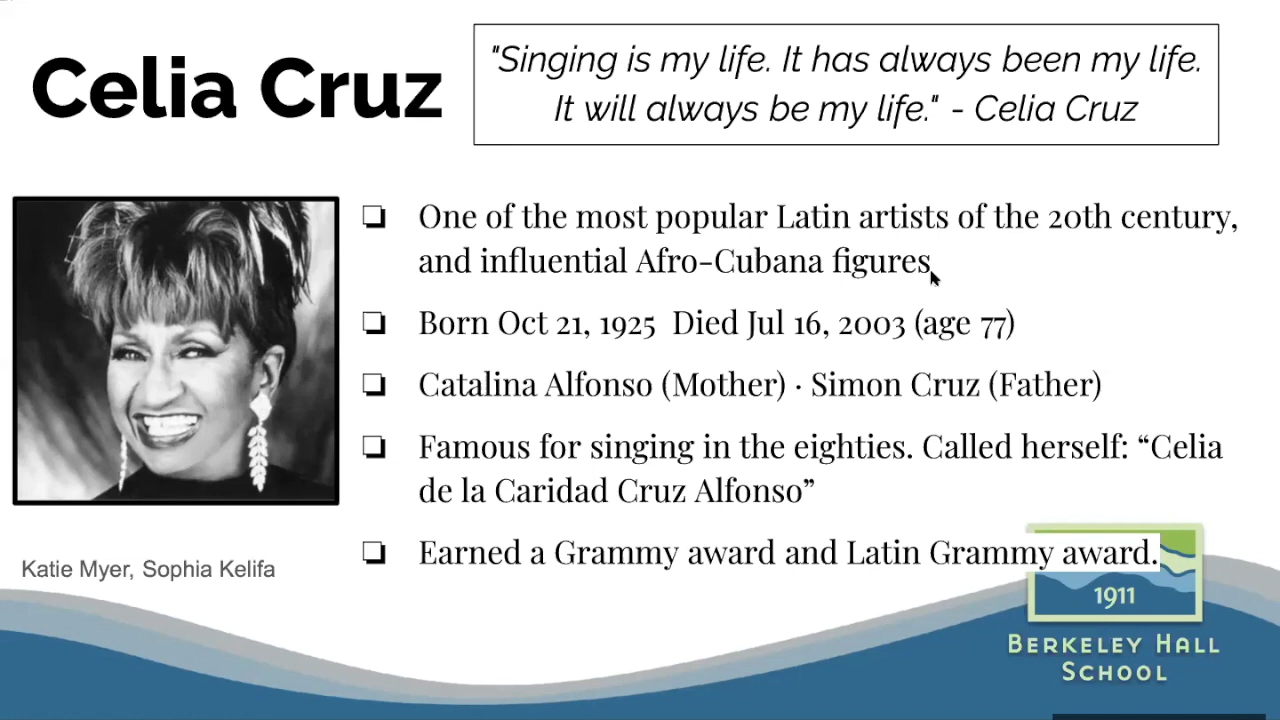 Celia Cruz
"Singing is my life. It has always been my life.
It will always be my life." - Celia Cruz
❏ One of the most popular Latin artists of the 20th century,
and influential Afro-Cubana figures
❏ Born Oct 21, 1925  Died Jul 16, 2003 (age 77)
❏ Catalina Alfonso (Mother) · Simon Cruz (Father)
❏ Famous for singing in the eighties. Called herself: “Celia
de la Caridad Cruz Alfonso”
❏ Earned a Grammy award and Latin Grammy award.
Katie Myer, Sophia Kelifa
1911
BERKELEY HALL
SCHOOL